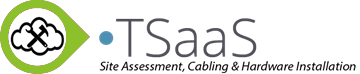 •TSaaS
Site Assessment, Cabling & Hardware Installation